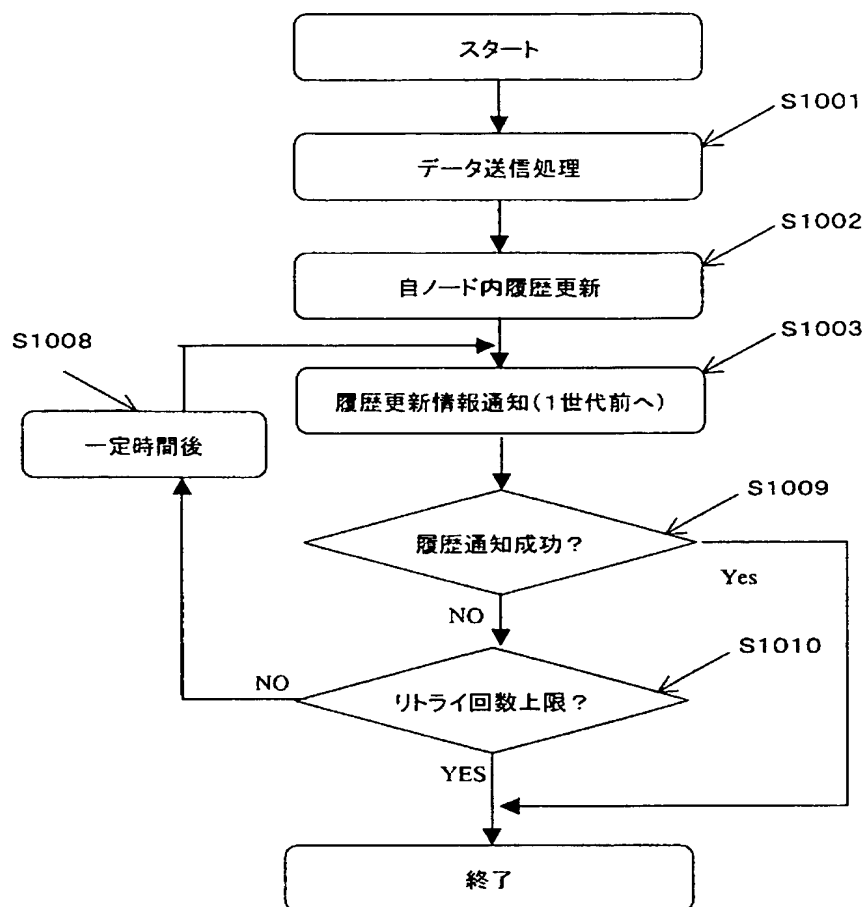 スタート
S1001
データ送信処理
S1002
自ノード内履歴更新
S1008
S1003
履歴更新情報通知(1世代前へ)
一定時間後
S1009
履歴通知成功?
Yes
NO
S1010
NO
リトライ回数上限?
YES
終了